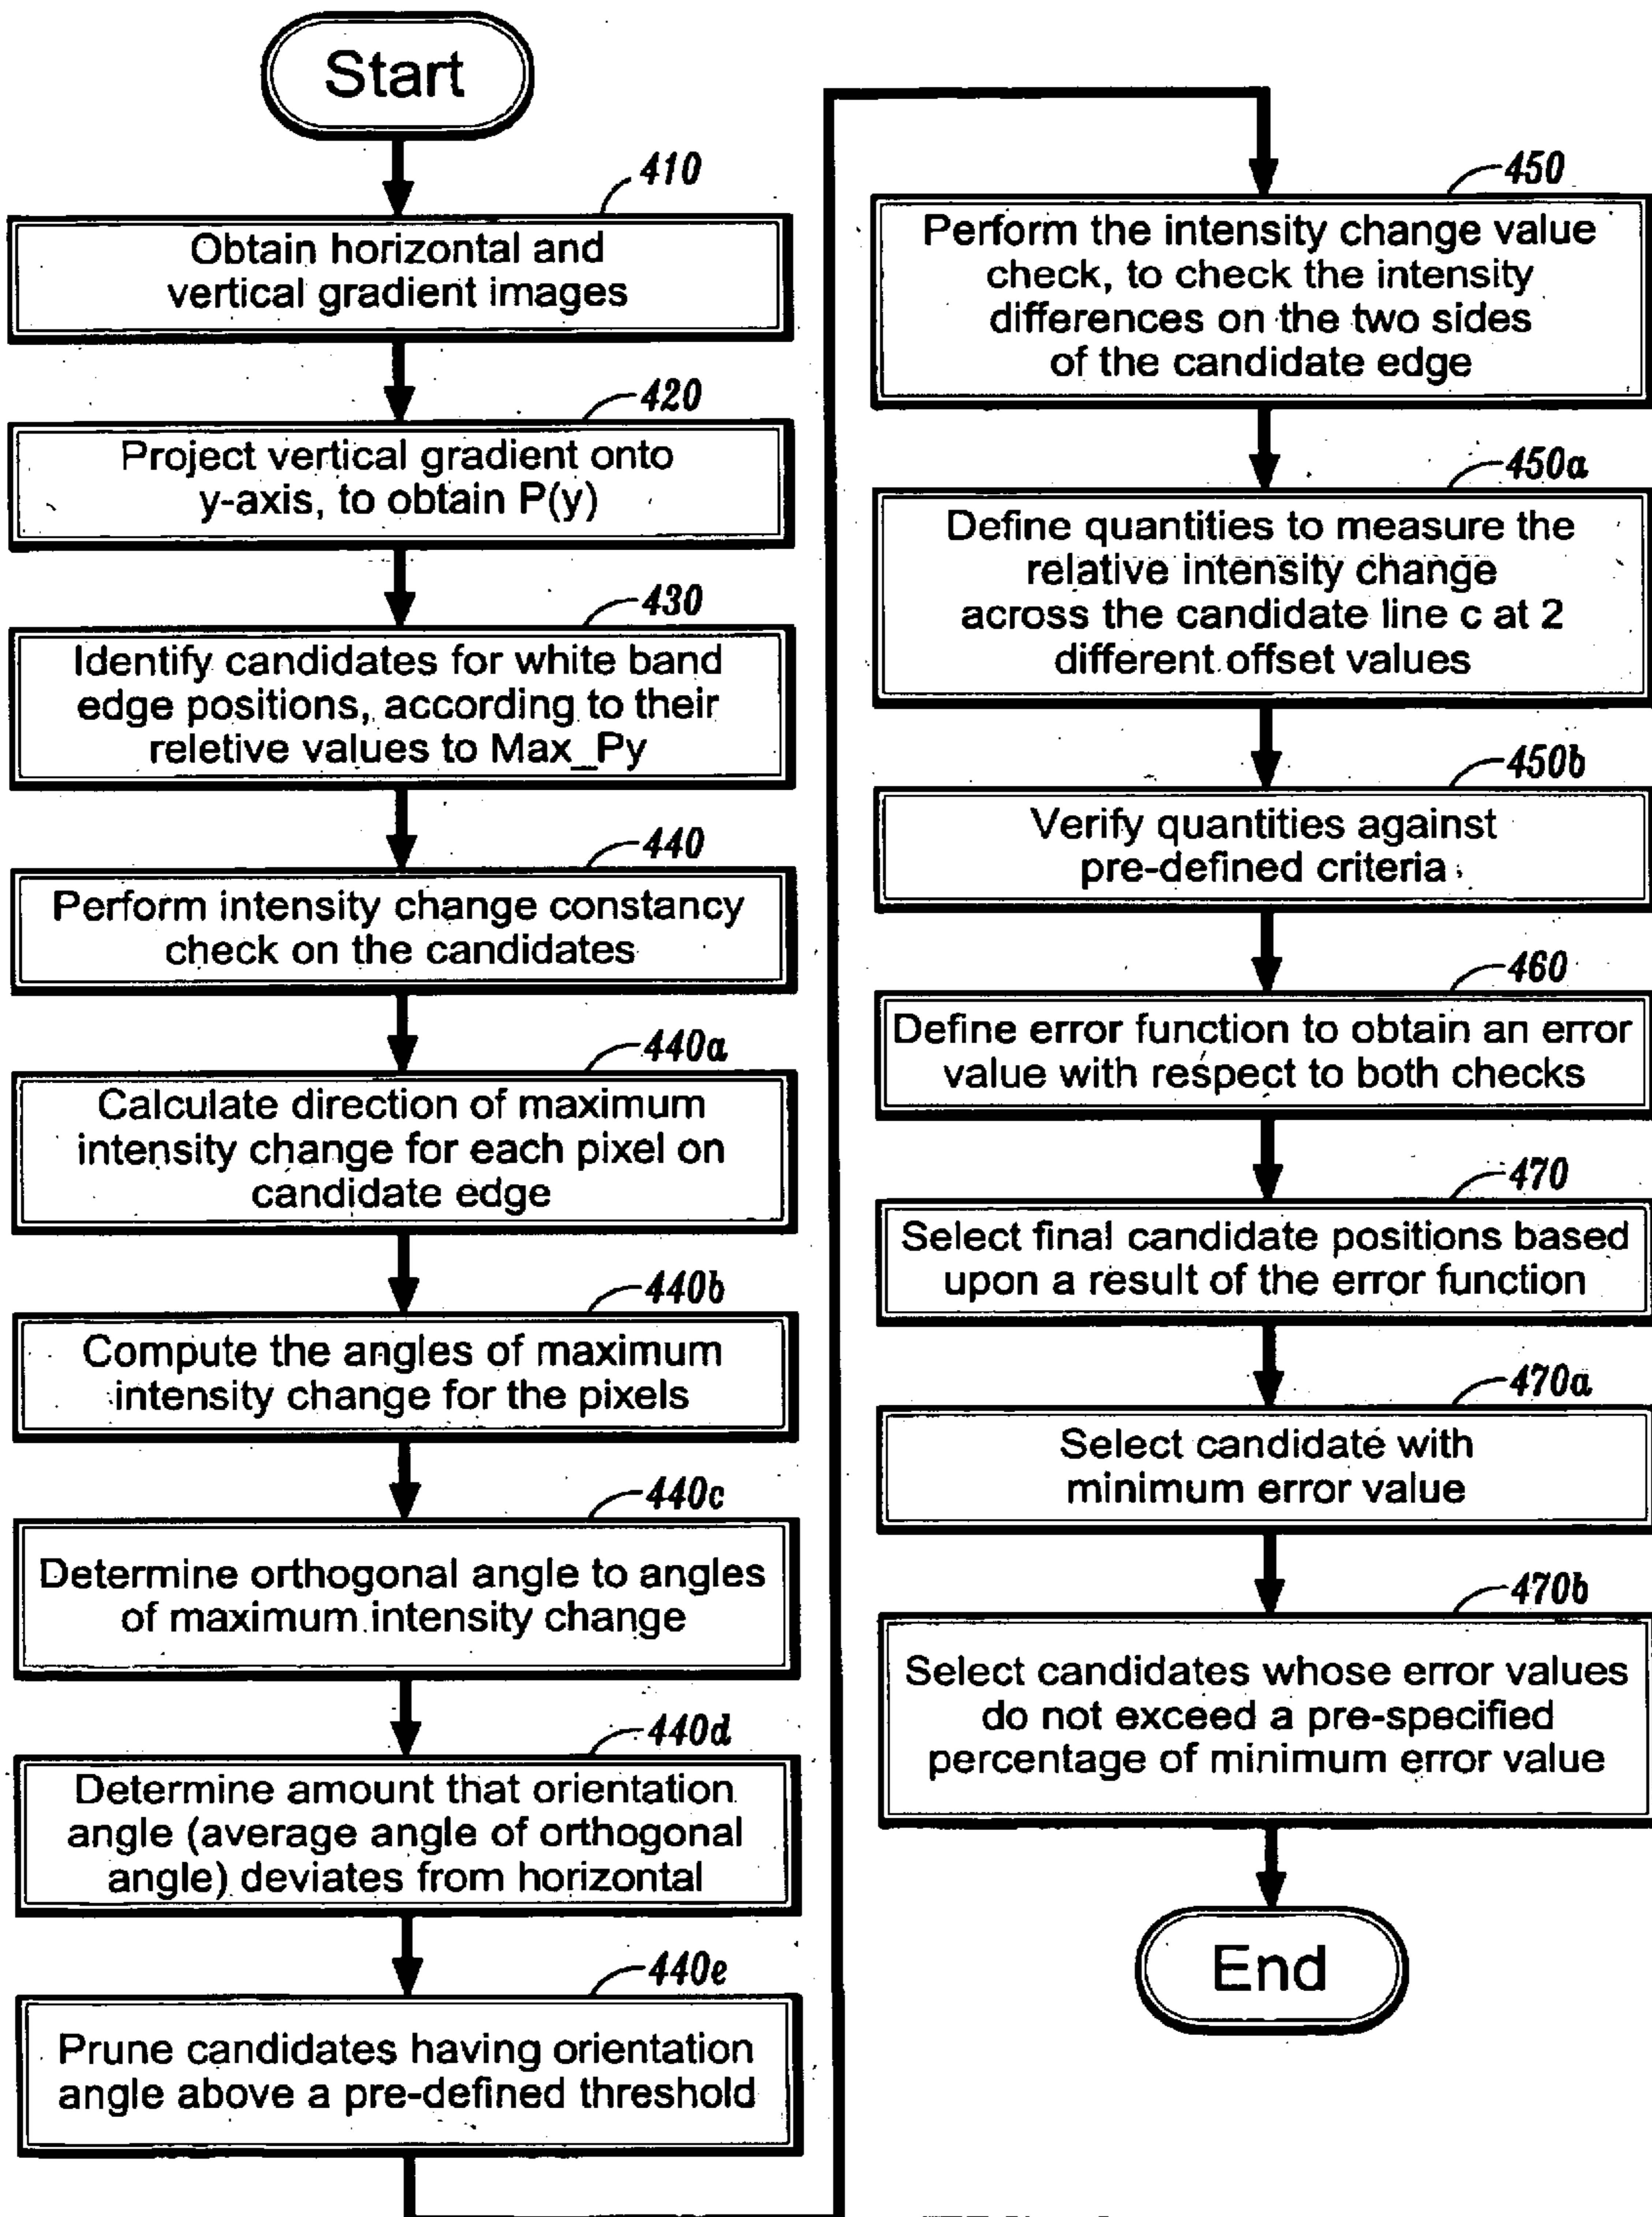 Start
410
Obtain horizontal and
vertical gradient images
420
Project vertical gradient onto
y-axis, to obtain P(y)
430
Identify candidates for white band
edge positions, according to their
reletive values to Max_Py
440
Perform intensity change constancy
check on the candidates
440a
Calculate direction of maximum
intensity change for each pixel on
candidate edge
440b
Compute the angles of maximum
intensity change for the pixels
440c
Determine orthogonal angle to angles
of maximum intensity change
440d
Determine amount that orientation
angle (average angle of orthogonal
angle) deviates from horizontal
440e
Prune candidates having orientation
angle above a pre-defined threshold
450
Perform the intensity change value
check, to check the intensity
differences on the two sides
of the candidate edge
450a
Define quantities to measure the
relative intensity change
across the candidate line c at 2
different offset values
450b
Verify quantities against
pre-defined criteria
460
Define error function to obtain an error
value with respect to both checks
470
Select final candidate positions based
upon a result of the error function
470a
Select candidate with
minimum error value
470b
Select candidates whose error values
do not exceed a pre-specified
percentage of minimum error value
End